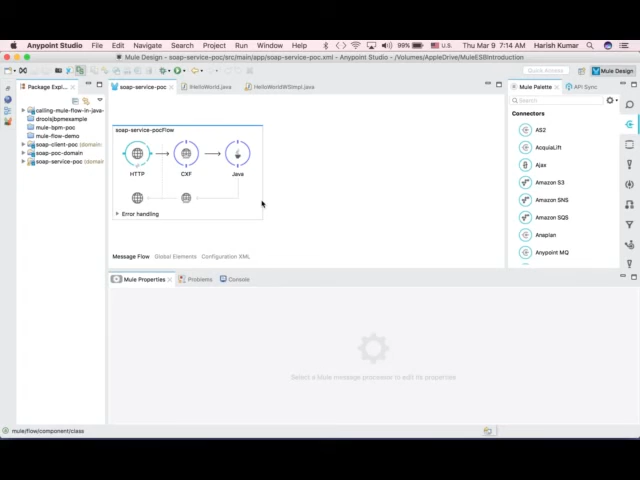 Anypoint Studio File Edit Navigate Search Project Run Window Help 99% U.S. Thu Mar 9 7:14 AM Harish Kumar
Mule Design - soap-service-poc/src/main/app/soap-service-poc.xml - Anypoint Studio - /Volumes/AppleDrive/MuleESBIntroduction
Quick Access Mule Design
Package Expl...
calling-mule-flow-in-java-
droolsjbpmexample
mule-bpm-poc
mule-flow-demo
soap-client-poc (domain:
soap-poc-domain
soap-service-poc (domain
soap-service-poc IHelloWorld.java HelloWorldWSImpl.java
soap-service-pocFlow
HTTP CXF Java
Error handling
Message Flow Global Elements Configuration XML
Mule Palette API Sync
Search
Connectors
AS2
AcquiaLift
Ajax
Amazon S3
Amazon SNS
Amazon SQS
Anaplan
Anypoint MQ
Mule Properties Problems Console
Select a Mule message processor to edit its properties
mule/flow/component/class